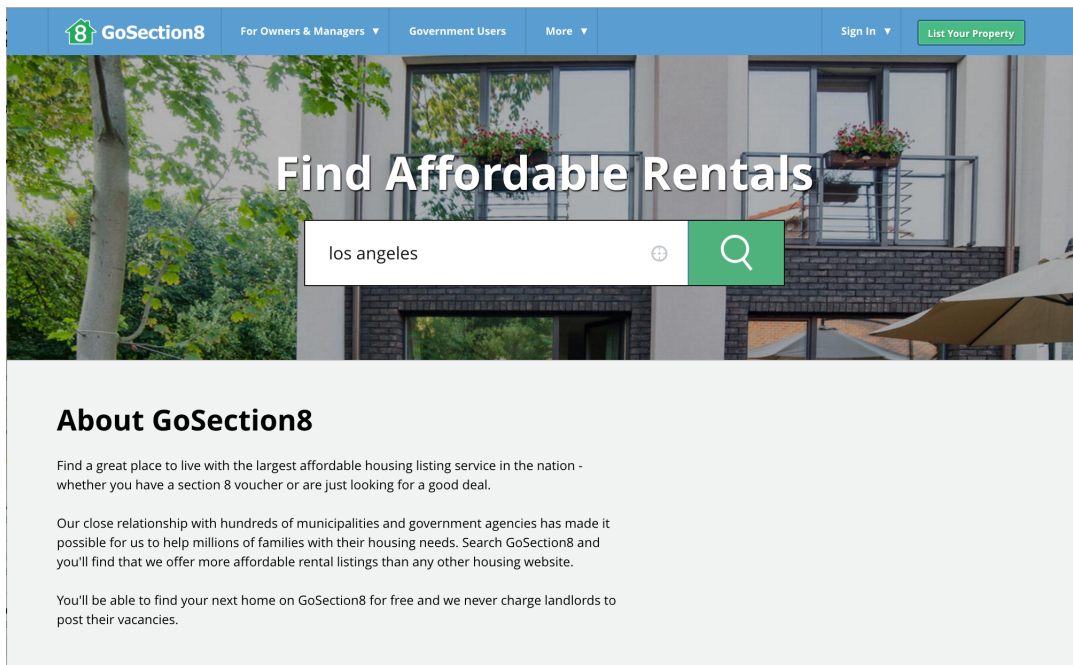 8 GoSection8
For Owners & Managers ▼
Government Users
More ▼
Sign In ▼
List Your Property
Find Affordable Rentals
los angeles
About GoSection8
Find a great place to live with the largest affordable housing listing service in the nation -
whether you have a section 8 voucher or are just looking for a good deal.
Our close relationship with hundreds of municipalities and government agencies has made it
possible for us to help millions of families with their housing needs. Search GoSection8 and
you'll find that we offer more affordable rental listings than any other housing website.
You'll be able to find your next home on GoSection8 for free and we never charge landlords to
post their vacancies.